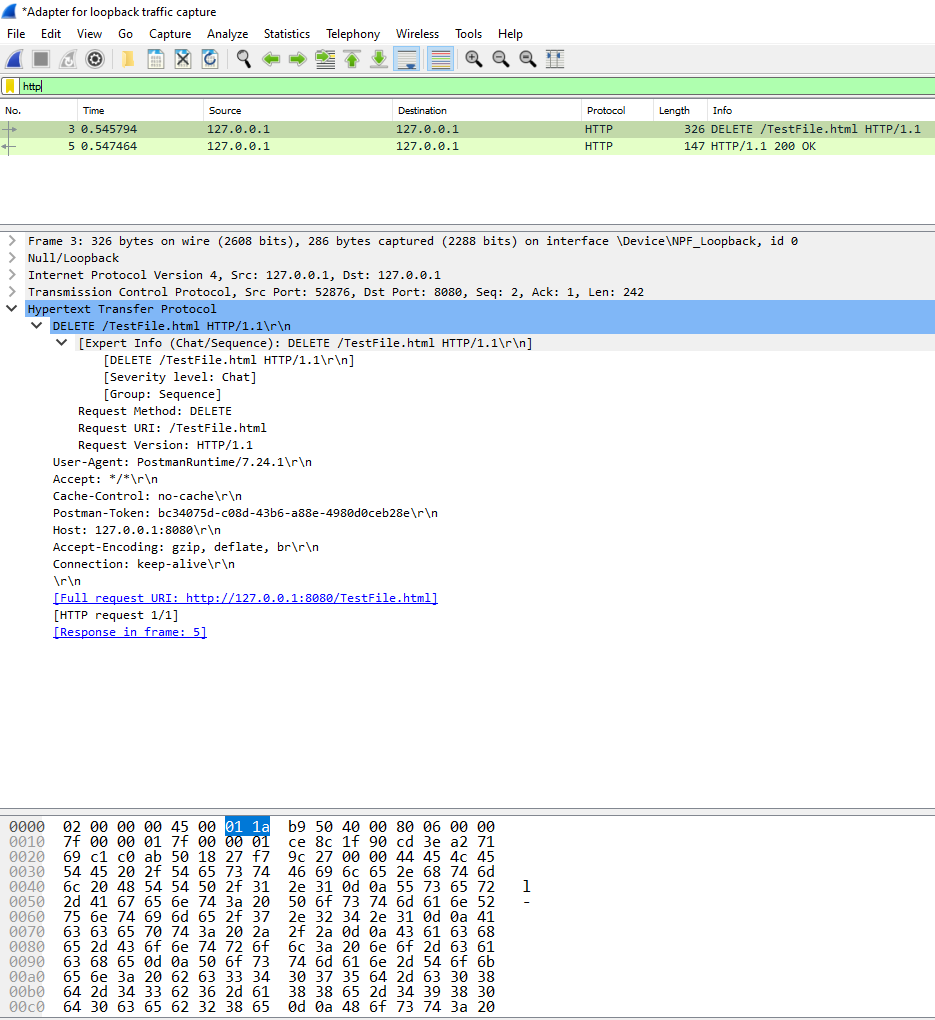 *Adapter for loopback traffic capture
File Edit View Go Capture Analyze Statistics Telephony Wireless Tools Help
http
No. Time Source Destination Protocol Length Info
3 0.545794 127.0.0.1 127.0.0.1 HTTP 326 DELETE /TestFile.html HTTP/1.1
5 0.547464 127.0.0.1 127.0.0.1 HTTP 147 HTTP/1.1 200 OK
Frame 3: 326 bytes on wire (2608 bits), 286 bytes captured (2288 bits) on interface \Device\NPF_Loopback, id 0
Null/Loopback
Internet Protocol Version 4, Src: 127.0.0.1, Dst: 127.0.0.1
Transmission Control Protocol, Src Port: 52876, Dst Port: 8080, Seq: 2, Ack: 1, Len: 242
Hypertext Transfer Protocol
DELETE /TestFile.html HTTP/1.1\r\n
[Expert Info (Chat/Sequence): DELETE /TestFile.html HTTP/1.1\r\n]
[DELETE /TestFile.html HTTP/1.1\r\n]
[Severity level: Chat]
[Group: Sequence]
Request Method: DELETE
Request URI: /TestFile.html
Request Version: HTTP/1.1
User-Agent: PostmanRuntime/7.24.1\r\n
Accept: */*\r\n
Cache-Control: no-cache\r\n
Postman-Token: bc34075d-c08d-43b6-a88e-4980d0ceb28e\r\n
Host: 127.0.0.1:8080\r\n
Accept-Encoding: gzip, deflate, br\r\n
Connection: keep-alive\r\n
\r\n
[Full request URI: http://127.0.0.1:8080/TestFile.html]
[HTTP request 1/1]
[Response in frame: 5]
0000 02 00 00 00 45 00 01 1a b9 50 40 00 80 06 00 00
0010 7f 00 00 01 7f 00 00 01 ce 8c 1f 90 cd 3e a2 71
0020 69 c1 c0 ab 50 18 27 f7 9c 27 00 00 44 45 4c 45
0030 54 45 20 2f 54 65 73 74 46 69 6c 65 2e 68 74 6d
0040 6c 20 48 54 54 50 2f 31 2e 31 0d 0a 55 73 65 72 l
0050 2d 41 67 65 6e 74 3a 20 50 6f 73 74 6d 61 6e 52 -
0060 75 6e 74 69 6d 65 2f 37 2e 32 34 2e 31 0d 0a 41
0070 63 63 65 70 74 3a 20 2a 2f 2a 0d 0a 43 61 63 68
0080 65 2d 43 6f 6e 74 72 6f 6c 3a 20 6e 6f 2d 63 61
0090 63 68 65 0d 0a 50 6f 73 74 6d 61 6e 2d 54 6f 6b
00a0 65 6e 3a 20 62 63 33 34 30 37 35 64 2d 63 30 38
00b0 64 2d 34 33 62 36 2d 61 38 38 65 2d 34 39 38 30
00c0 64 30 63 65 62 32 38 65 0d 0a 48 6f 73 74 3a 20